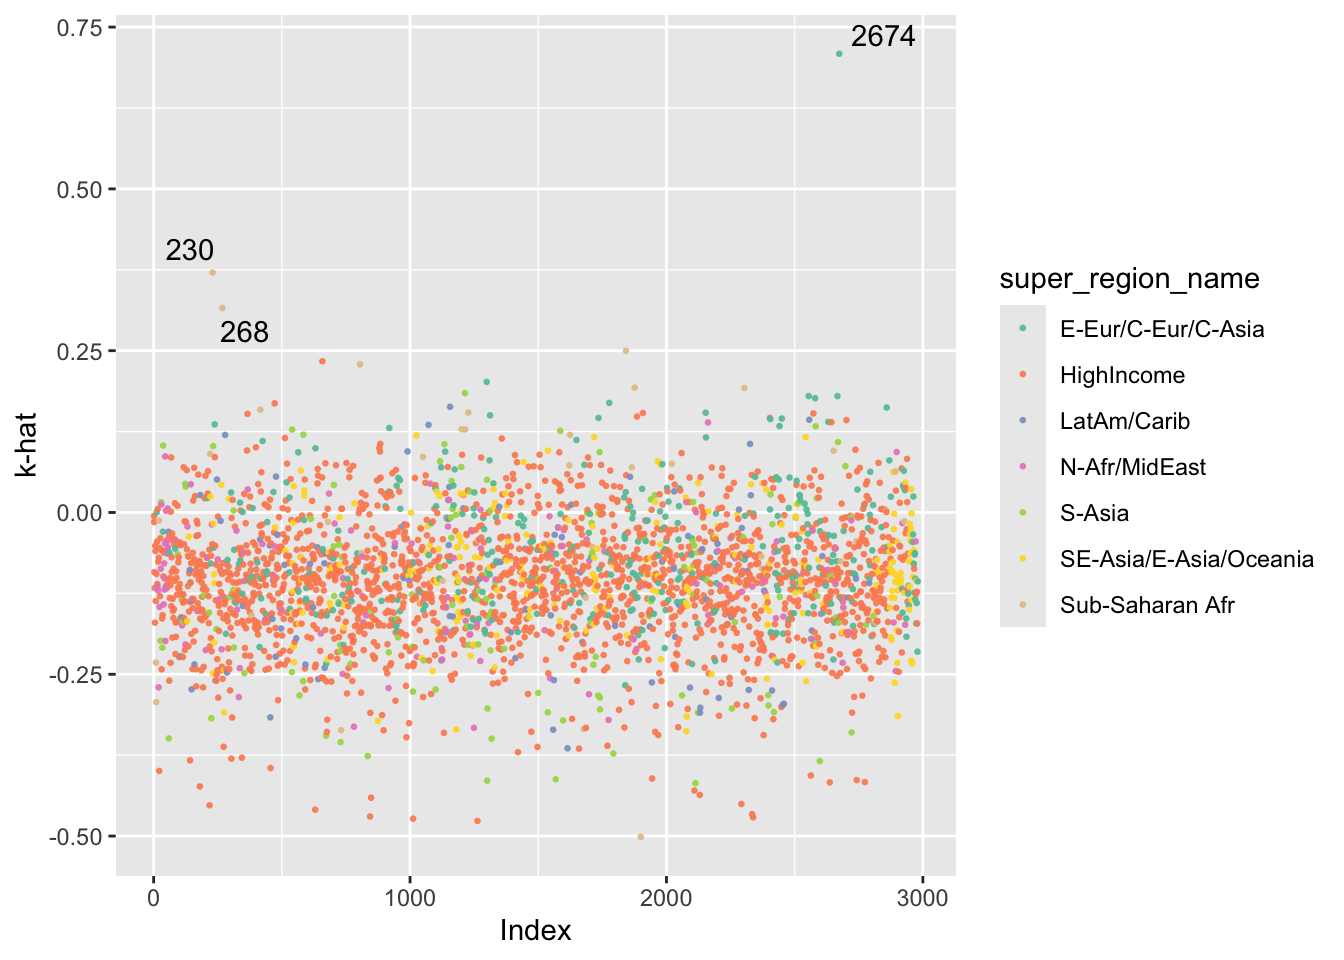 0.75
2674
0.50
230
268
0.25
0.00
-0.25
-0.50
k-hat
0
1000
2000
3000
Index
super_region_name
E-Eur/C-Eur/C-Asia
HighIncome
LatAm/Carib
N-Afr/MidEast
S-Asia
SE-Asia/E-Asia/Oceania
Sub-Saharan Afr